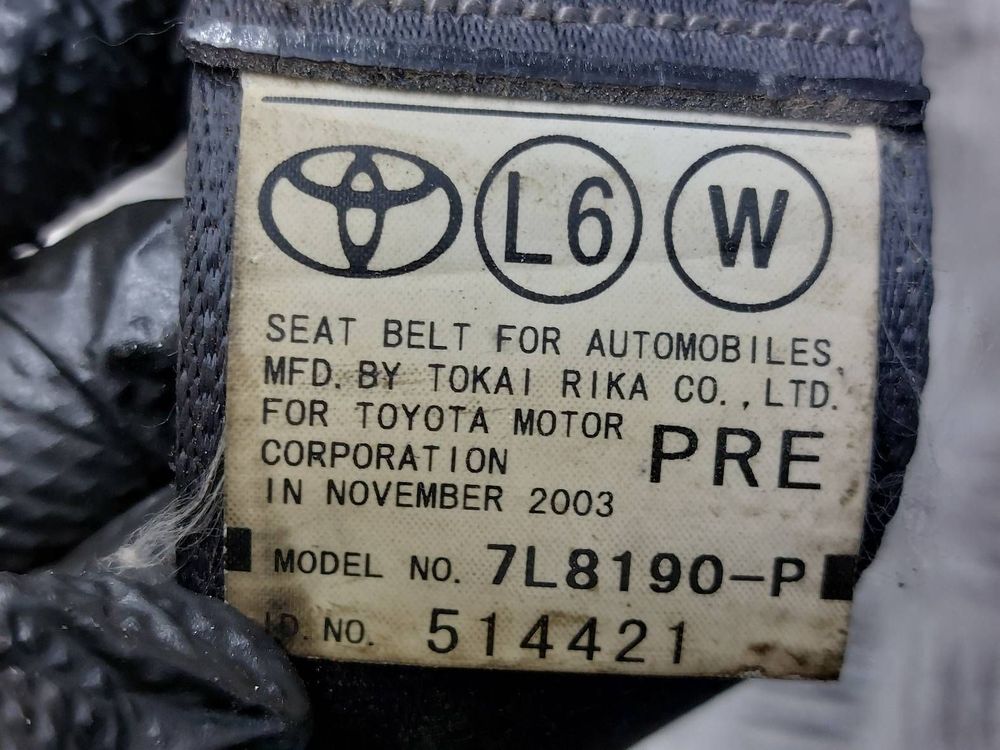 L6 W
SEAT BELT FOR AUTOMOBILES,
MFD. BY TOKAI RIKA CO., LTD.
FOR TOYOTA MOTOR
CORPORATION PRE
IN NOVEMBER 2003
MODEL NO. 7L8190-P
ID. NO. 514421